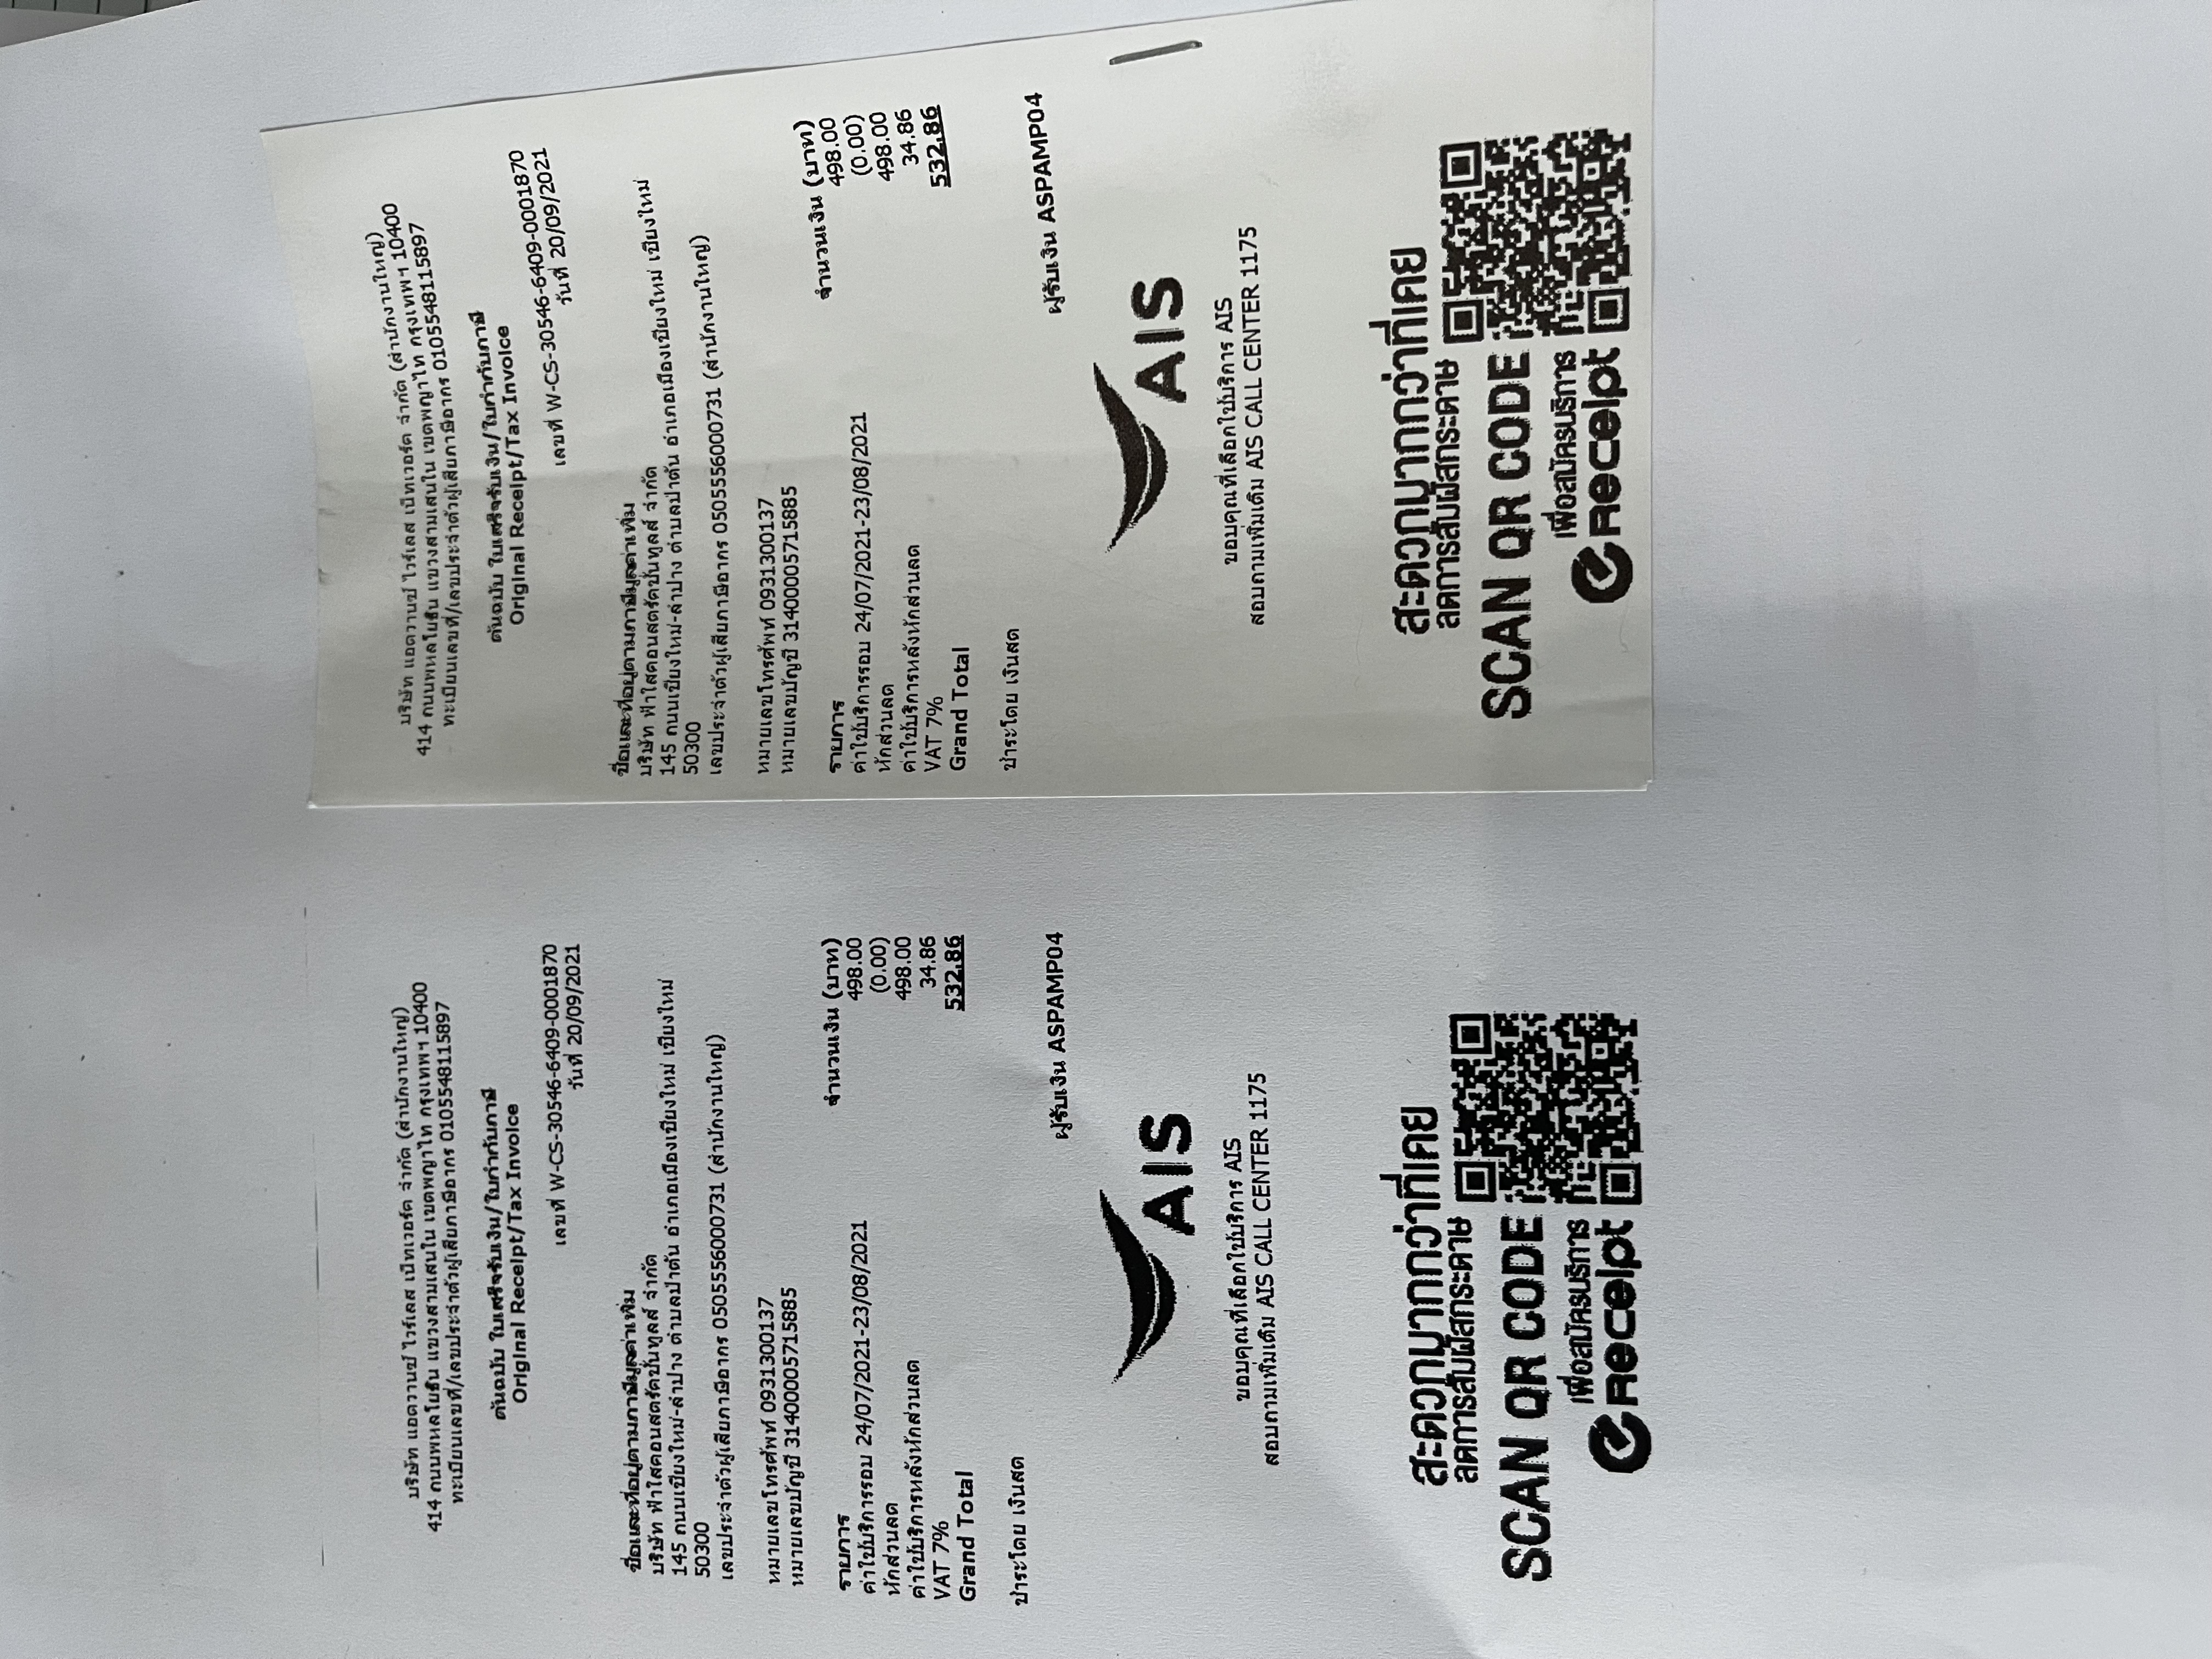 บริษัท แอดวานซ์ ไวร์เลส เน็ทเวอร์ค จำกัด (สำนักงานใหญ่)
414 ถนนพหลโยธิน แขวงสามเสนใน เขตพญาไท กรุงเทพฯ 10400
ทะเบียนเลขที่/เลขประจำตัวผู้เสียภาษีอากร 0105548115897
ต้นฉบับ ใบเสร็จรับเงิน/ใบกำกับภาษี
Original Receipt/Tax Invoice
เลขที่ W-CS-30546-6409-0001870
วันที่ 20/09/2021
ชื่อและที่อยู่ตามภาษีมูลค่าเพิ่ม
บริษัท ฟ้าใสคอนสตรัคชั่นทูลส์ จำกัด
145 ถนนเชียงใหม่-ลำปาง ตำบลป่าตัน อำเภอเมืองเชียงใหม่ เชียงใหม่
50300
เลขประจำตัวผู้เสียภาษีอากร 0505556000731 (สำนักงานใหญ่)
หมายเลขโทรศัพท์ 0931300137
หมายเลขบัญชี 31400005715885
รายการ จำนวนเงิน (บาท)
ค่าใช้บริการรอบ 24/07/2021-23/08/2021 498.00
หักส่วนลด (0.00)
ค่าใช้บริการหลังหักส่วนลด 498.00
VAT 7% 34.86
Grand Total 532.86
ชำระโดย เงินสด
ผู้รับเงิน ASPAMP04
AIS
ขอบคุณที่เลือกใช้บริการ AIS
สอบถามเพิ่มเติม AIS CALL CENTER 1175
สะดวกมากกว่าที่เคย
ลดการสัมผัสกระดาษ
SCAN QR CODE
เพื่อสมัครบริการ
e Receipt
บริษัท แอดวานซ์ ไวร์เลส เน็ทเวอร์ค จำกัด (สำนักงานใหญ่)
414 ถนนพหลโยธิน แขวงสามเสนใน เขตพญาไท กรุงเทพฯ 10400
ทะเบียนเลขที่/เลขประจำตัวผู้เสียภาษีอากร 0105548115897
ต้นฉบับ ใบเสร็จรับเงิน/ใบกำกับภาษี
Original Receipt/Tax Invoice
เลขที่ W-CS-30546-6409-0001870
วันที่ 20/09/2021
ชื่อและที่อยู่ตามภาษีมูลค่าเพิ่ม
บริษัท ฟ้าใสคอนสตรัคชั่นทูลส์ จำกัด
145 ถนนเชียงใหม่-ลำปาง ตำบลป่าตัน อำเภอเมืองเชียงใหม่ เชียงใหม่
50300
เลขประจำตัวผู้เสียภาษีอากร 0505556000731 (สำนักงานใหญ่)
หมายเลขโทรศัพท์ 0931300137
หมายเลขบัญชี 31400005715885
รายการ จำนวนเงิน (บาท)
ค่าใช้บริการรอบ 24/07/2021-23/08/2021 498.00
หักส่วนลด (0.00)
ค่าใช้บริการหลังหักส่วนลด 498.00
VAT 7% 34.86
Grand Total 532.86
ชำระโดย เงินสด
ผู้รับเงิน ASPAMP04
AIS
ขอบคุณที่เลือกใช้บริการ AIS
สอบถามเพิ่มเติม AIS CALL CENTER 1175
สะดวกมากกว่าที่เคย
ลดการสัมผัสกระดาษ
SCAN QR CODE
เพื่อสมัครบริการ
e Receipt